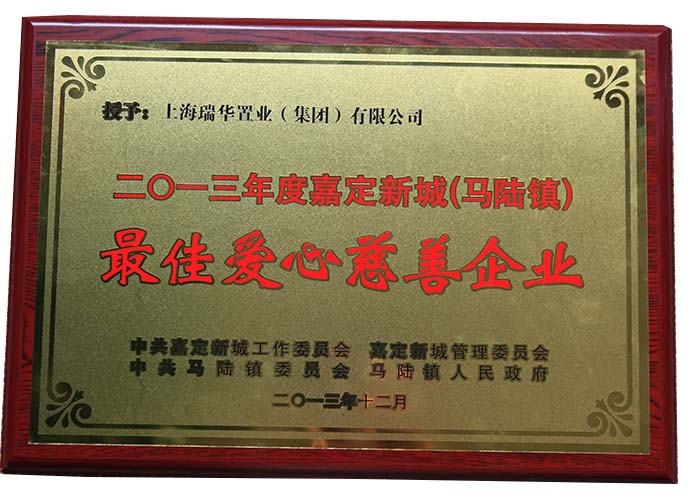 授予：上海瑞华置业（集团）有限公司
二〇一三年度嘉定新城(马陆镇)
最佳爱心慈善企业
中共嘉定新城工作委员会 嘉定新城管理委员会
中共马陆镇委员会 马陆镇人民政府
二〇一三年十二月